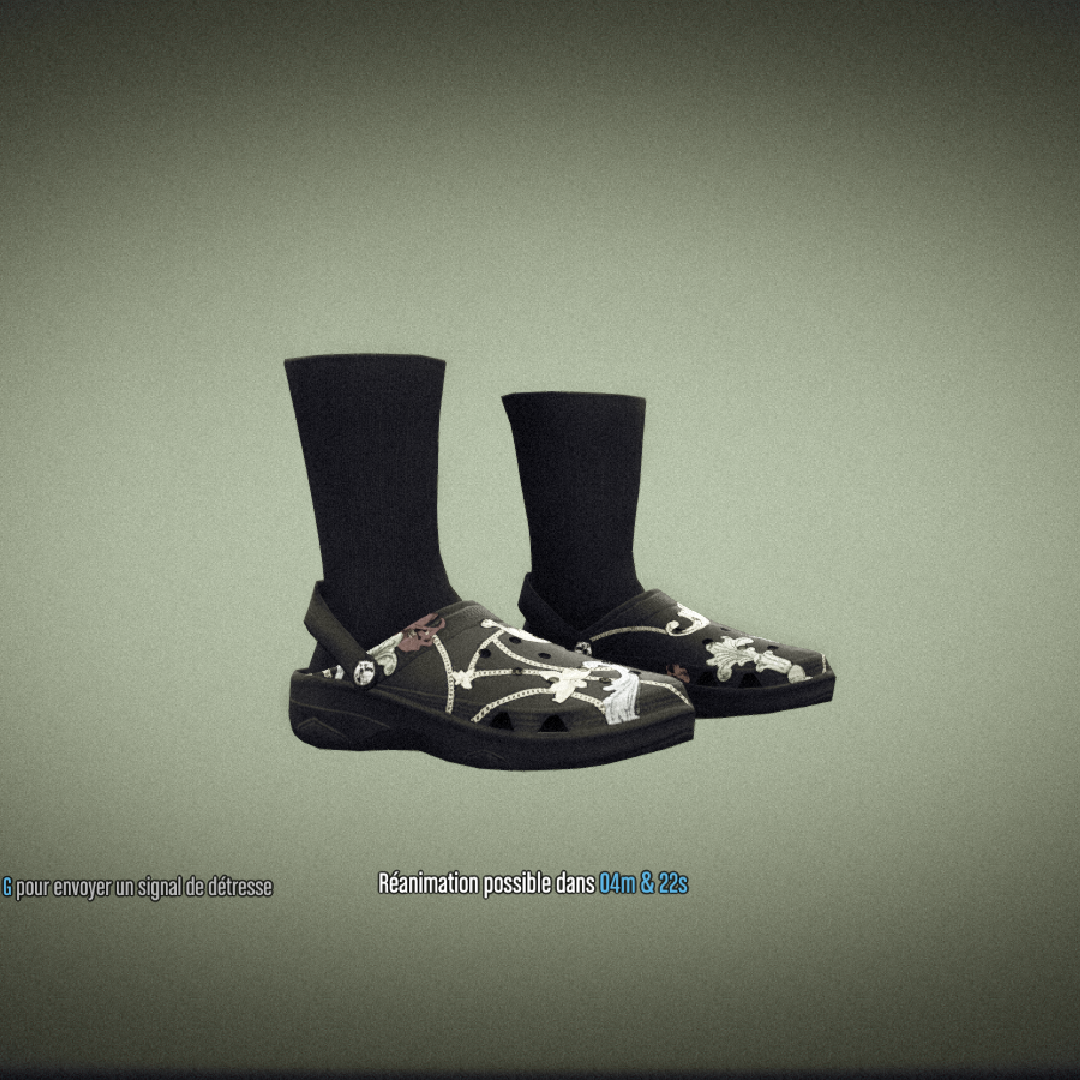 G pour envoyer un signal de détresse
Réanimation possible dans 04m & 22s